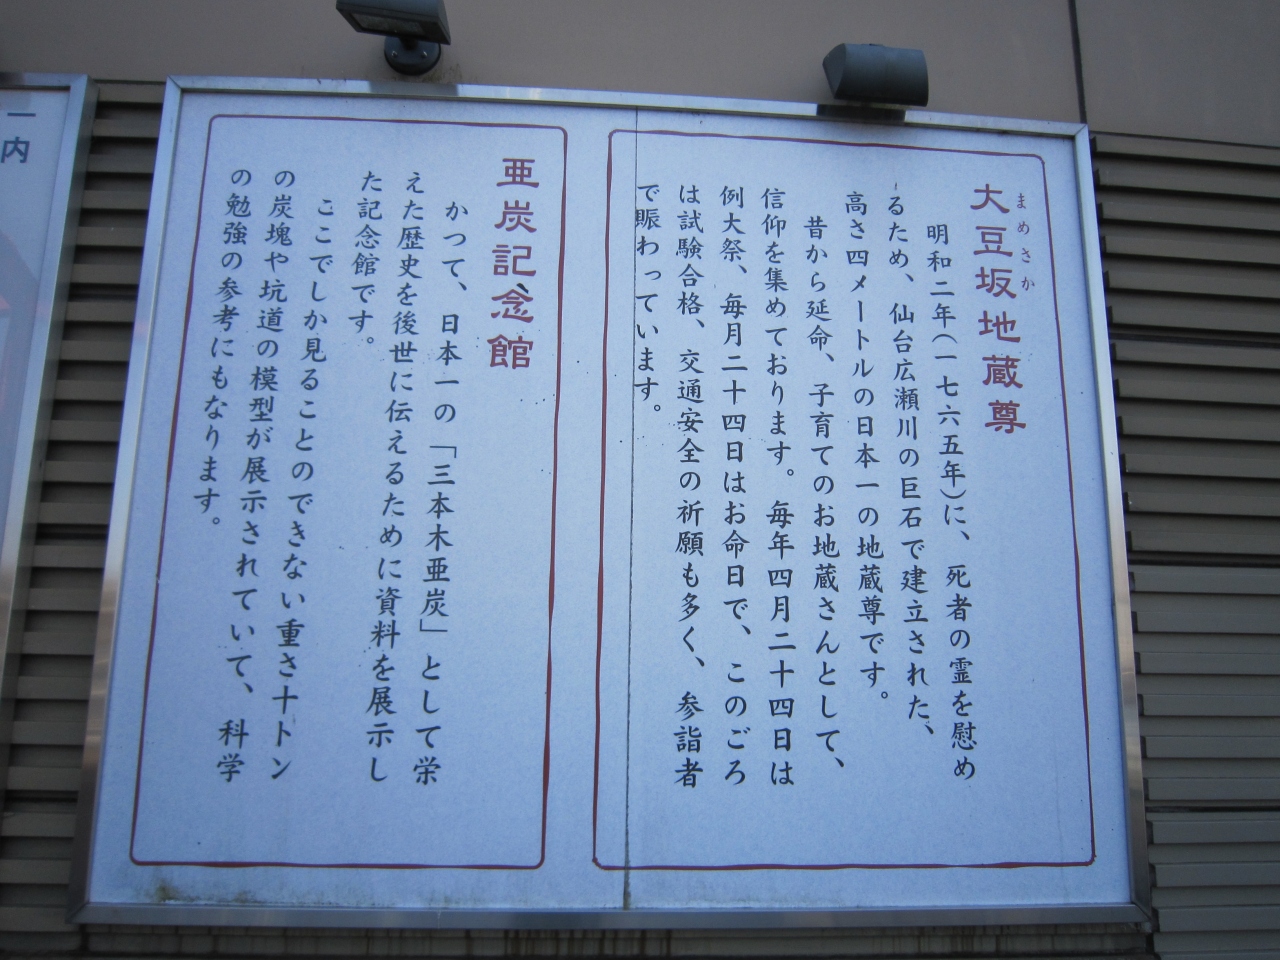 大豆坂地蔵尊
まめさか
明和二年(一七六五年)に、死者の霊を慰め
るため、仙台広瀬川の巨石で建立された、
高さ四メートルの日本一の地蔵尊です。
昔から延命、子育てのお地蔵さんとして、
信仰を集めております。毎年四月二十四日は
例大祭、毎月二十四日はお命日で、このごろ
は試験合格、交通安全の祈願も多く、参詣者
で賑わっています。
亜炭記念館
かつて、日本一の「三本木亜炭」として栄
えた歴史を後世に伝えるために資料を展示し
た記念館です。
ここでしか見ることのできない重さ十トン
の炭塊や坑道の模型が展示されていて、科学
の勉強の参考にもなります。
内